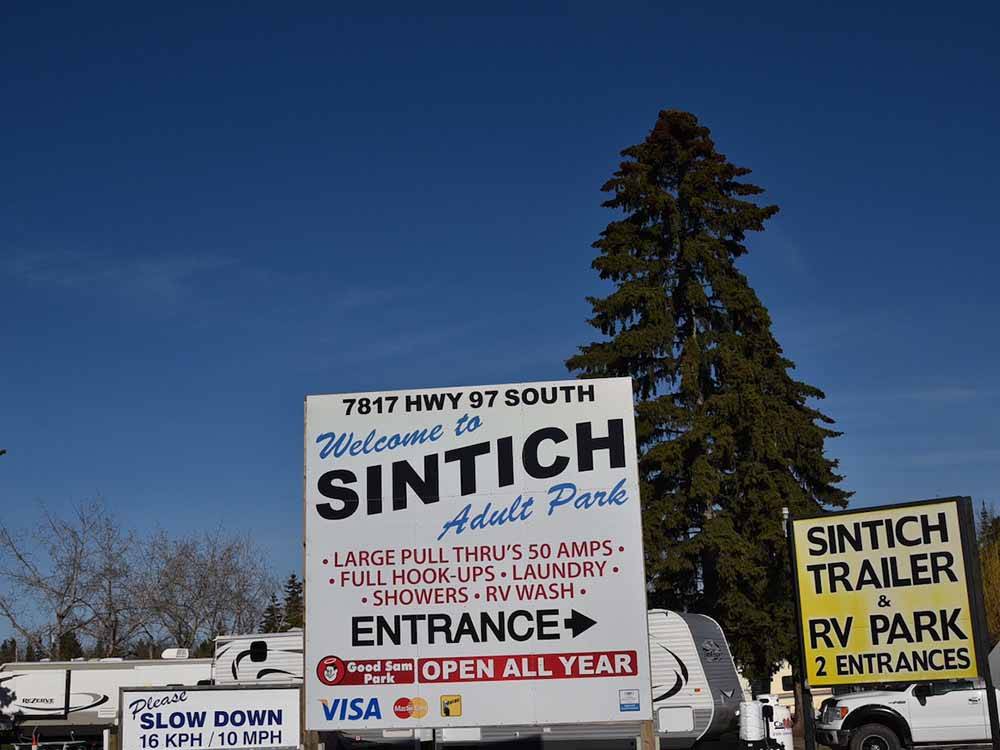 7817 HWY 97 SOUTH
Welcome to
SINTICH
Adult Park
• LARGE PULL THRU'S 50 AMPS •
• FULL HOOK-UPS • LAUNDRY •
• SHOWERS • RV WASH •
ENTRANCE
Good Sam
Park
OPEN ALL YEAR
VISA
MasterCard
SINTICH
TRAILER
&
RV PARK
2 ENTRANCES
Please
SLOW DOWN
16 KPH / 10 MPH
REZERVE